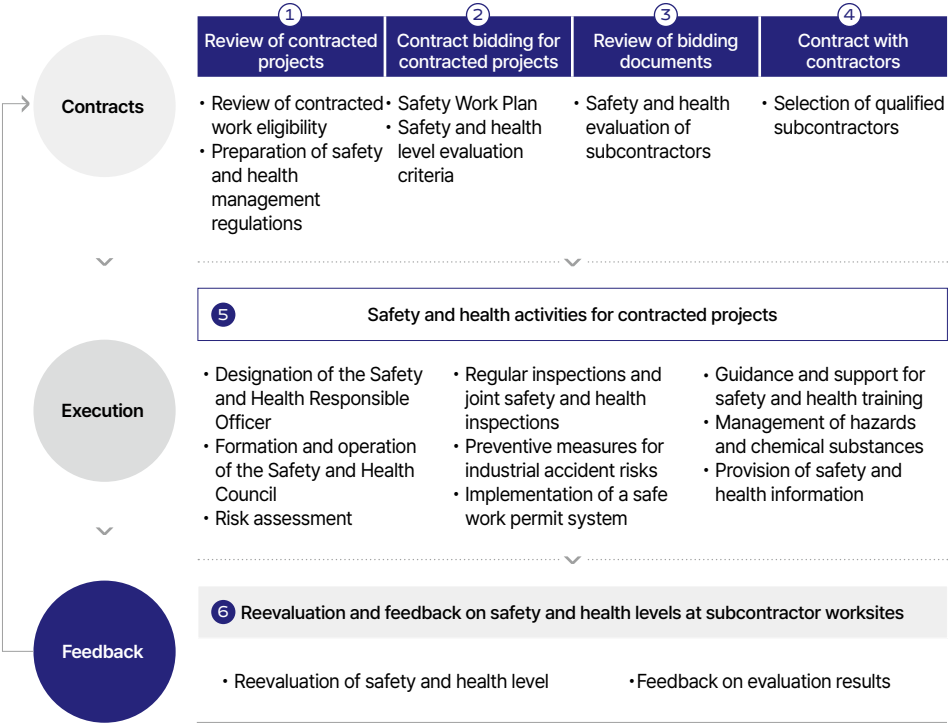 1
Review of contracted
projects
2
Contract bidding for
contracted projects
3
Review of bidding
documents
4
Contract with
contractors
Contracts
• Review of contracted
work eligibility
• Preparation of safety
and health
management
regulations
• Safety Work Plan
• Safety and health
level evaluation
criteria
• Safety and health
evaluation of
subcontractors
• Selection of qualified
subcontractors
5 Safety and health activities for contracted projects
Execution
• Designation of the Safety
and Health Responsible
Officer
• Formation and operation
of the Safety and Health
Council
• Risk assessment
• Regular inspections and
joint safety and health
inspections
• Preventive measures for
industrial accident risks
• Implementation of a safe
work permit system
• Guidance and support for
safety and health training
• Management of hazards
and chemical substances
• Provision of safety and
health information
6 Reevaluation and feedback on safety and health levels at subcontractor worksites
Feedback
• Reevaluation of safety and health level
•Feedback on evaluation results